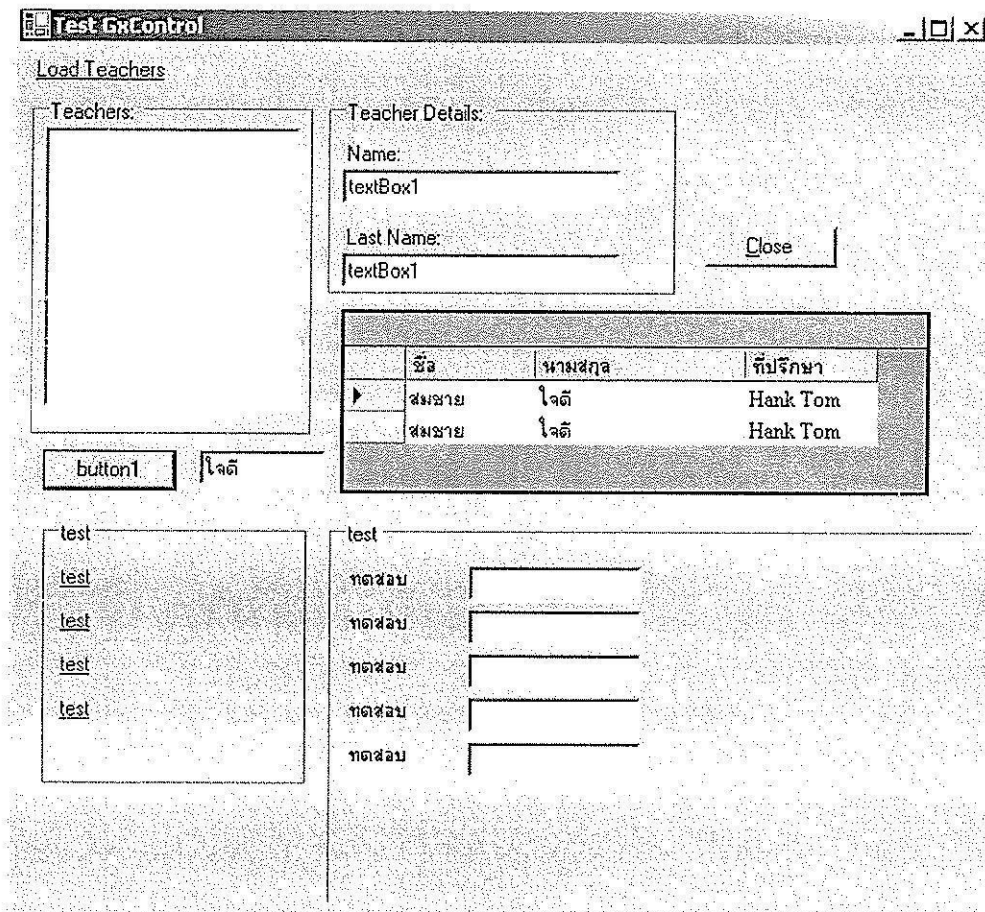 Test GxControl
Load Teachers
Teachers:
Teacher Details:
Name:
textBox1
Last Name:
textBox1
Close
ชื่อ นามสกุล ที่ปรึกษา
สมชาย ใจดี Hank Tom
สมชาย ใจดี Hank Tom
button1 ใจดี
test
test
test
test
test
test
ทดสอบ
ทดสอบ
ทดสอบ
ทดสอบ
ทดสอบ